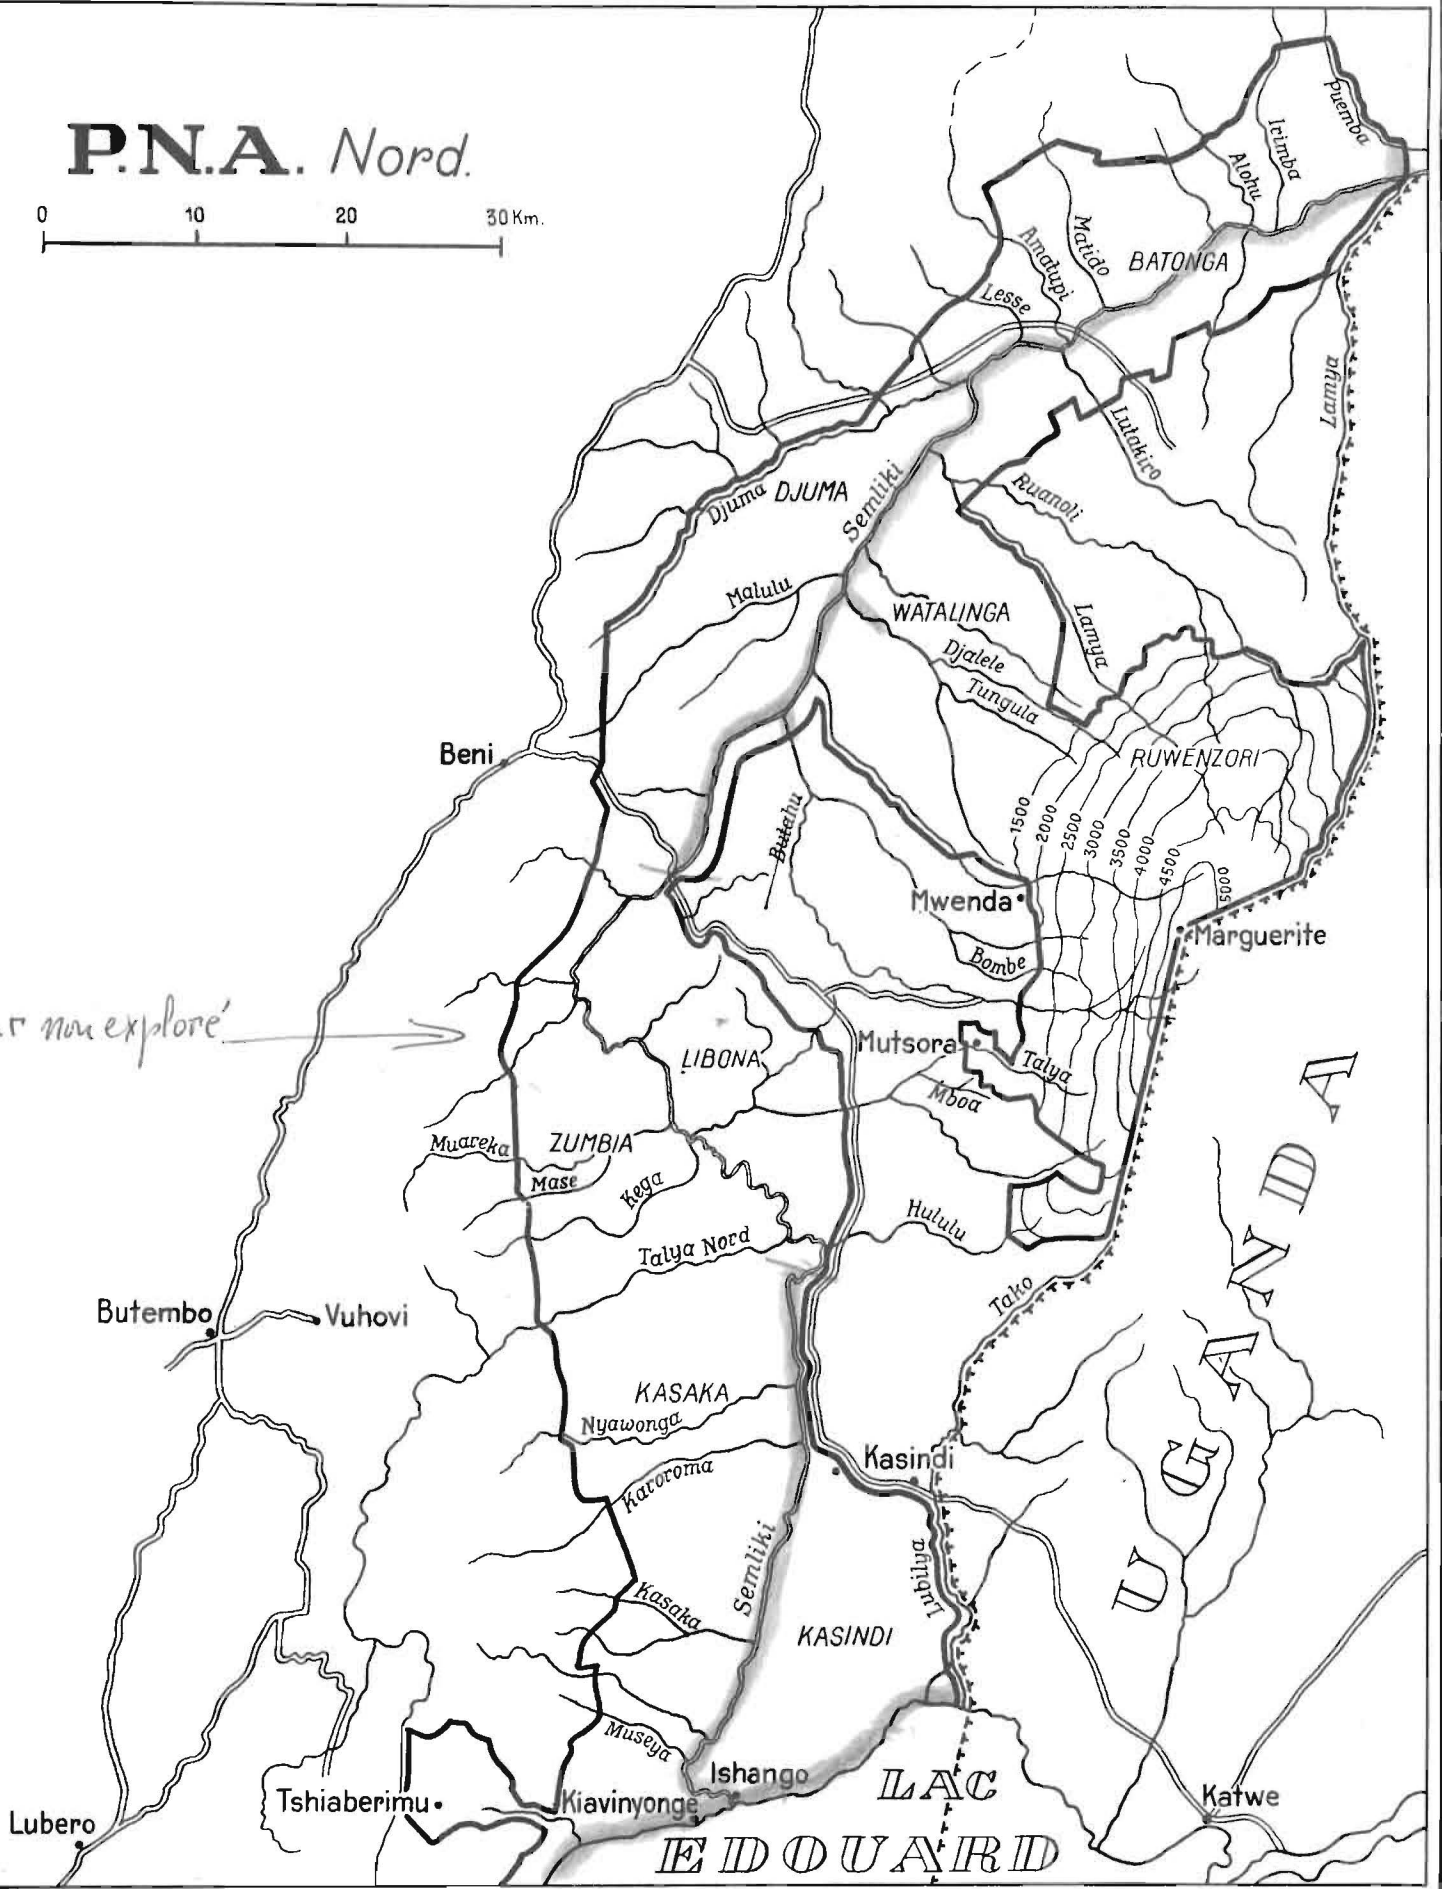 P.N.A. Nord.
0 10 20 30 Km.
Puemba
Irimba
Alohu
Matido
Amatupi
BATONGA
Lesse
Lamya
Lutakiro
Ruanoli
Djuma
DJUMA
Semliki
Malulu
WATALINGA
Lamya
Djalele
Tungula
RUWENZORI
Beni
1500
2000
2500
3000
3500
4000
4500
5000
Butahu
Mwenda
Marguerite
Bombe
non exploré
LIBONA
Mutsora
Talya
Mboa
Muareka
ZUMBIA
Mase
Kega
Hululu
Talya Nord
Tako
UGANDA
Butembo
Vuhovi
KASAKA
Nyawonga
Karoroma
Kasindi
Semliki
Lubilya
Kasaka
KASINDI
Museya
Ishango
Tshiaberimu
Kiavinyonge
LAC
EDOUARD
Katwe
Lubero